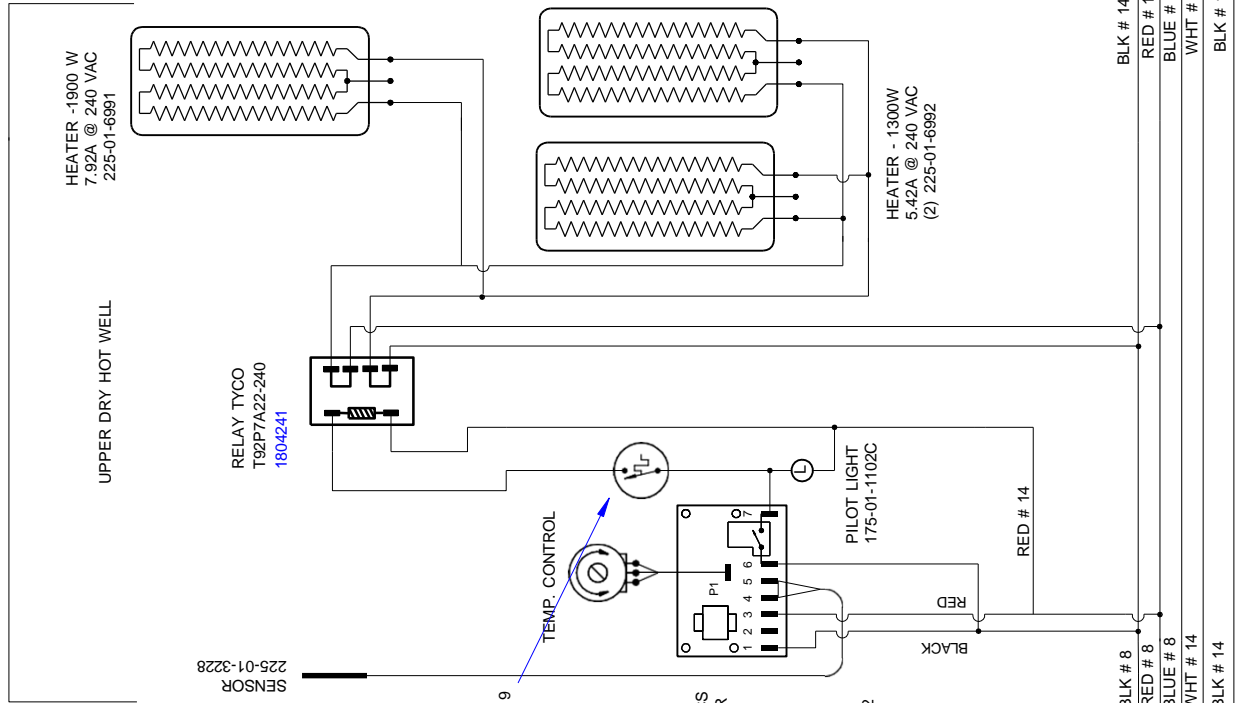 HEATER -1900 W
7.92A @ 240 VAC
225-01-6991
HEATER - 1300W
5.42A @ 240 VAC
(2) 225-01-6992
UPPER DRY HOT WELL
RELAY TYCO
T92P7A22-240
1804241
TEMP. CONTROL
L
PILOT LIGHT
175-01-1102C
RED # 14
P1
1 2 3 4 5 6 7
RED
BLACK
SENSOR
225-01-3228
9
BLK # 14
RED #
BLUE #
WHT #
BLK #
BLK # 8
RED # 8
BLUE # 8
WHT # 14
BLK # 14